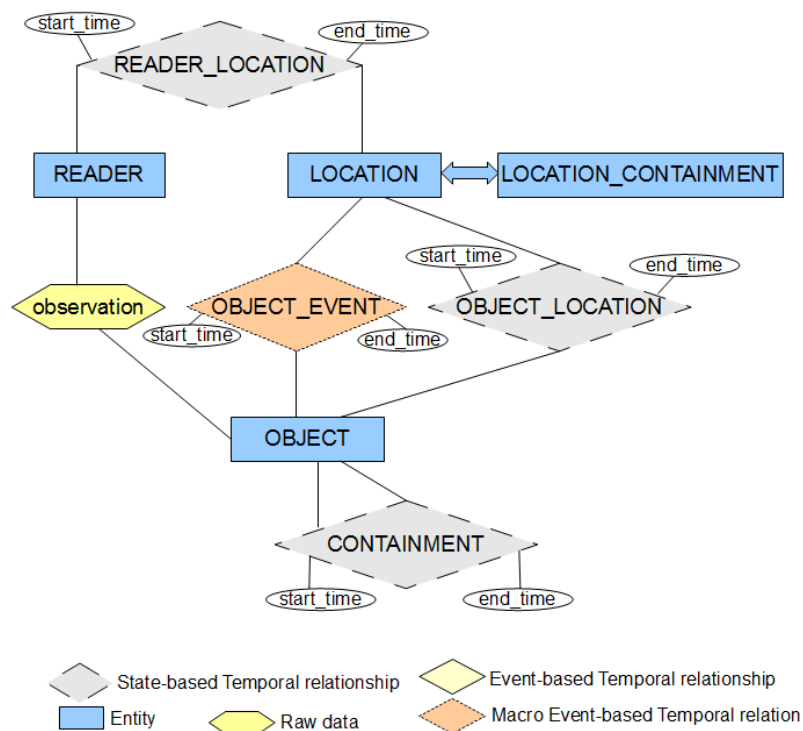 start_time
end_time
READER_LOCATION
READER
LOCATION
LOCATION_CONTAINMENT
start_time
end_time
observation
OBJECT_EVENT
OBJECT_LOCATION
start_time
end_time
OBJECT
CONTAINMENT
start_time
end_time
State-based Temporal relationship
Event-based Temporal relationship
Entity
Raw data
Macro Event-based Temporal relation